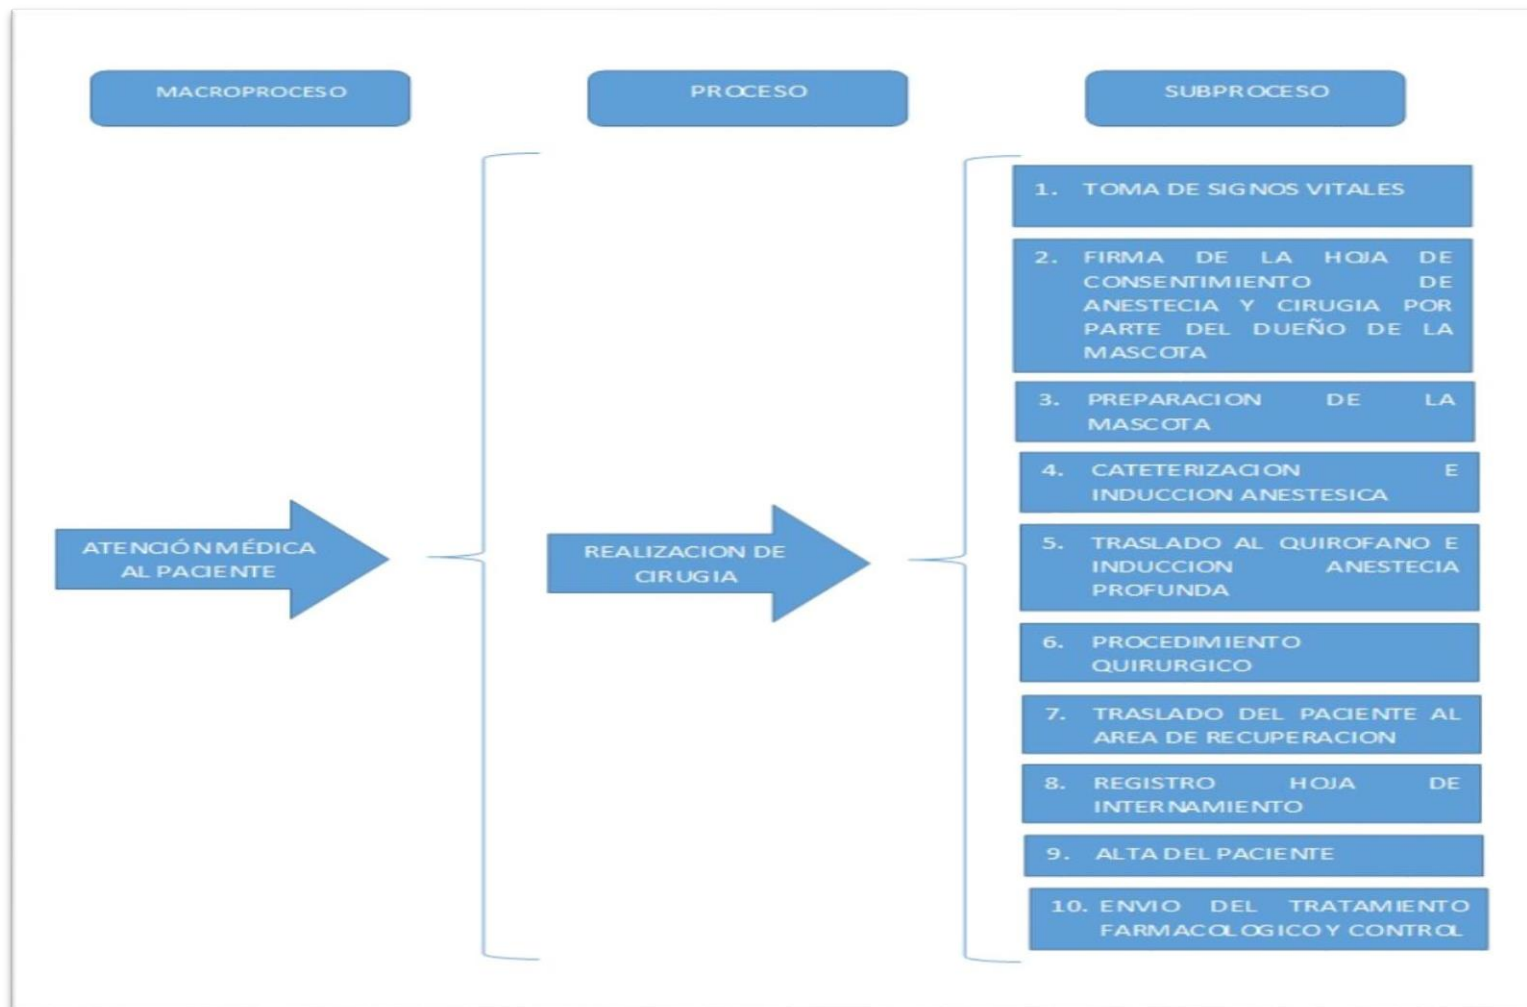 MACROPROCESO
PROCESO
SUBPROCESO
ATENCIÓN MÉDICA
AL PACIENTE
REALIZACION DE
CIRUGIA
1. TOMA DE SIGNOS VITALES
2. FIRMA DE LA HOJA DE
CONSENTIMIENTO DE
ANESTECIA Y CIRUGIA POR
PARTE DEL DUEÑO DE LA
MASCOTA
3. PREPARACION DE LA
MASCOTA
4. CATETERIZACION E
INDUCCION ANESTESICA
5. TRASLADO AL QUIROFANO E
INDUCCION ANESTECIA
PROFUNDA
6. PROCEDIMIENTO
QUIRURGICO
7. TRASLADO DEL PACIENTE AL
AREA DE RECUPERACION
8. REGISTRO HOJA DE
INTERNAMIENTO
9. ALTA DEL PACIENTE
10. ENVIO DEL TRATAMIENTO
FARMACOLOGICO Y CONTROL